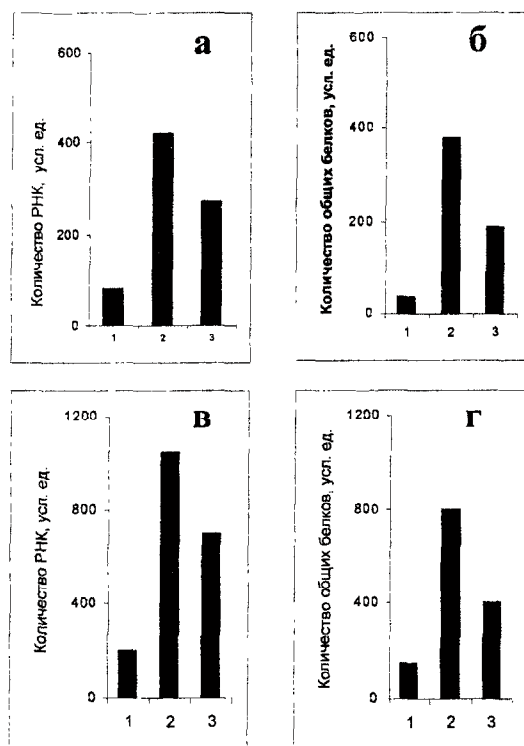 а
Количество РНК, усл. ед.
600
400
200
0
1 2 3
б
Количество общих белков, усл. ед.
600
400
200
0
1 2 3
в
Количество РНК, усл. ед.
1200
800
400
0
1 2 3
г
Количество общих белков, усл. ед.
1200
800
400
0
1 2 3